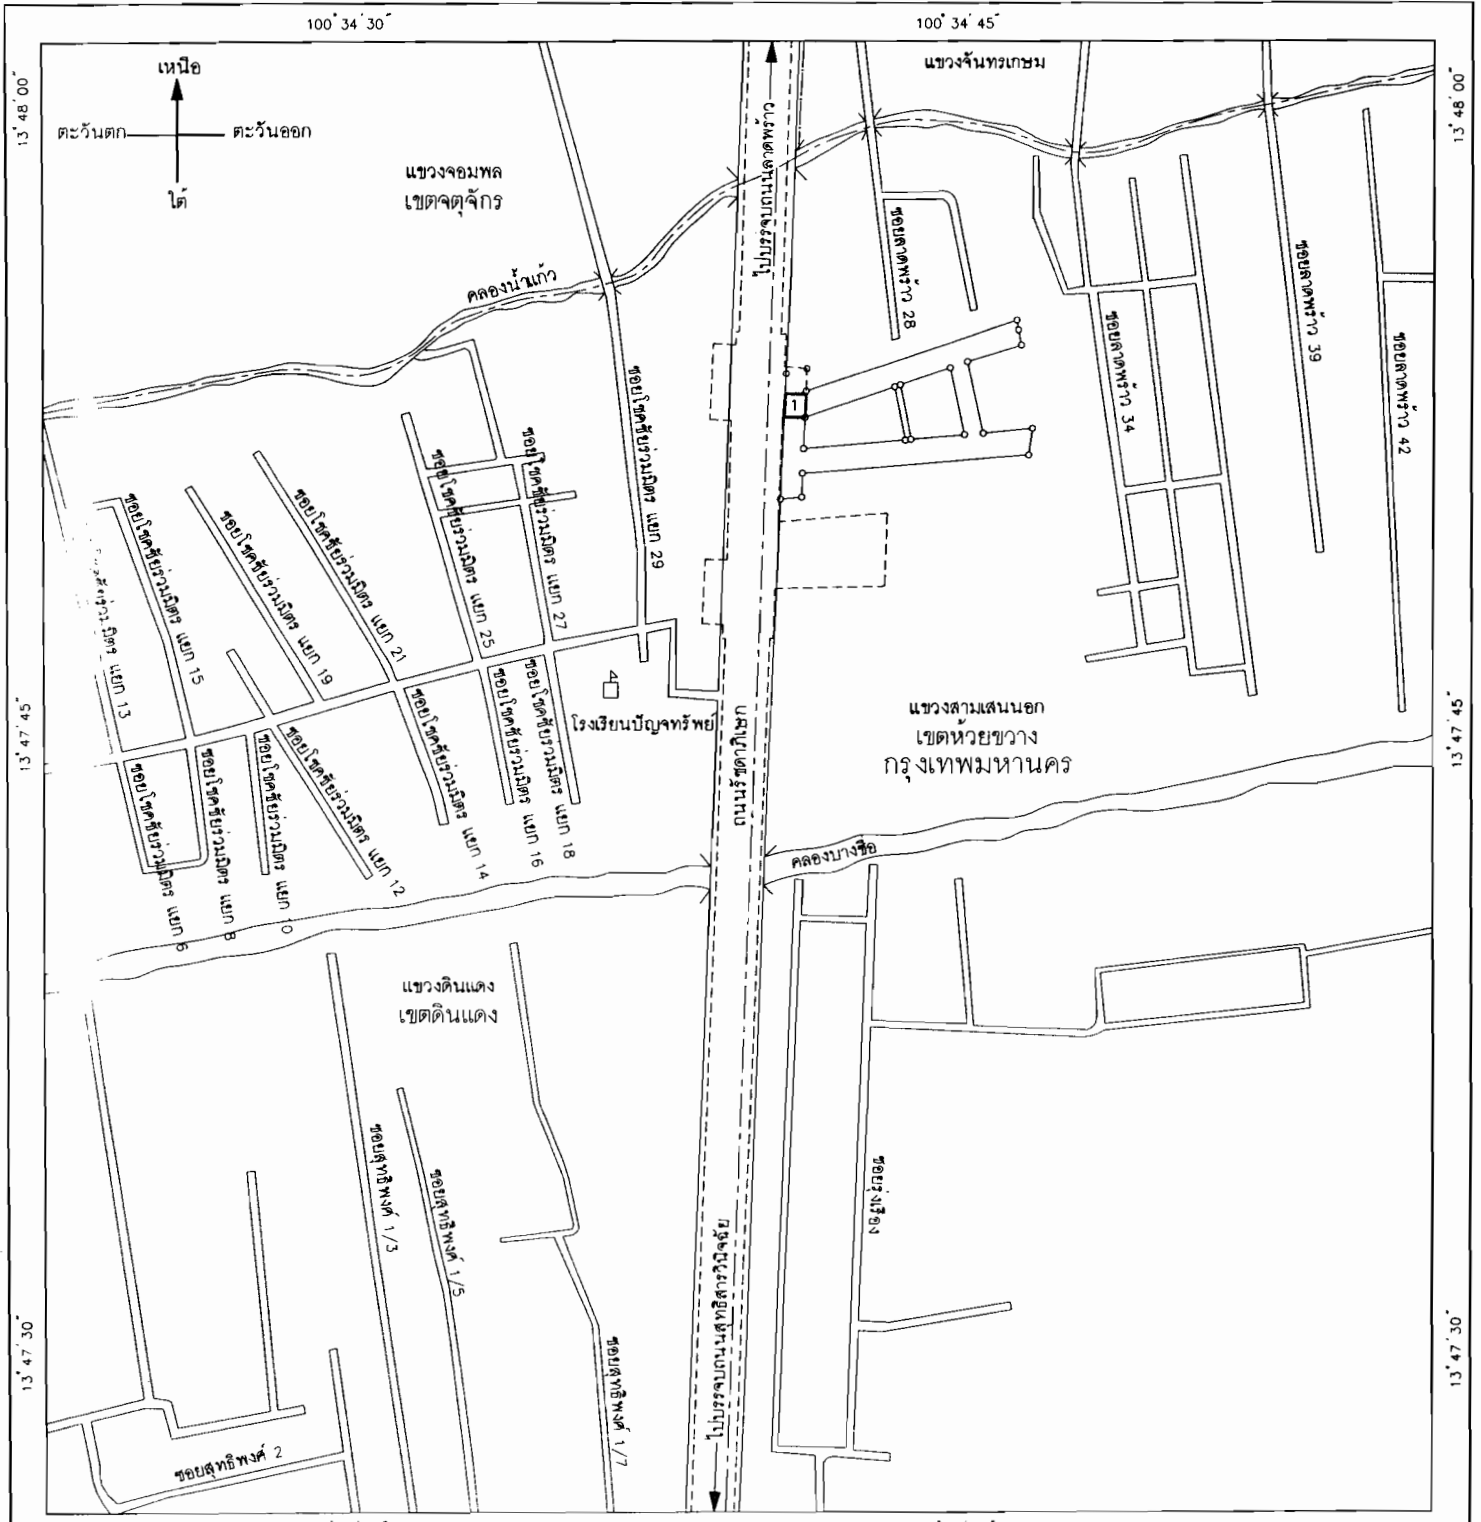 100° 34' 30"
100° 34' 45"
13° 48' 00"
13° 48' 00"
เหนือ
ตะวันตก
ตะวันออก
ใต้
แขวงจันทรเกษม
แขวงจอมพล
เขตจตุจักร
ไปบรรจบถนนลาดพร้าว
คลองน้ำแก้ว
ซอยลาดพร้าว 28
ซอยลาดพร้าว 34
ซอยลาดพร้าว 39
ซอยลาดพร้าว 42
1
ซอยโชคชัยร่วมมิตร แยก 29
ซอยโชคชัยร่วมมิตร แยก 27
ซอยโชคชัยร่วมมิตร แยก 25
ซอยโชคชัยร่วมมิตร แยก 21
ซอยโชคชัยร่วมมิตร แยก 19
ซอยโชคชัยร่วมมิตร แยก 15
โชคชัยร่วมมิตร แยก 13
โรงเรียนปัญจทรัพย์
ถนนรัชดาภิเษก
แขวงสามเสนนอก
เขตห้วยขวาง
กรุงเทพมหานคร
13° 47' 45"
13° 47' 45"
ซอยโชคชัยร่วมมิตร แยก 6
ซอยโชคชัยร่วมมิตร แยก 8
ซอยโชคชัยร่วมมิตร แยก 10
ซอยโชคชัยร่วมมิตร แยก 12
ซอยโชคชัยร่วมมิตร แยก 14
ซอยโชคชัยร่วมมิตร แยก 16
ซอยโชคชัยร่วมมิตร แยก 18
คลองบางซื่อ
แขวงดินแดง
เขตดินแดง
ซอยสุทธิพงศ์ 1/3
ซอยสุทธิพงศ์ 1/5
ซอยสุทธิพงศ์ 1/7
ซอยรุ่งเรือง
ไปบรรจบถนนสุทธิสารวินิจฉัย
13° 47' 30"
13° 47' 30"
ซอยสุทธิพงศ์ 2